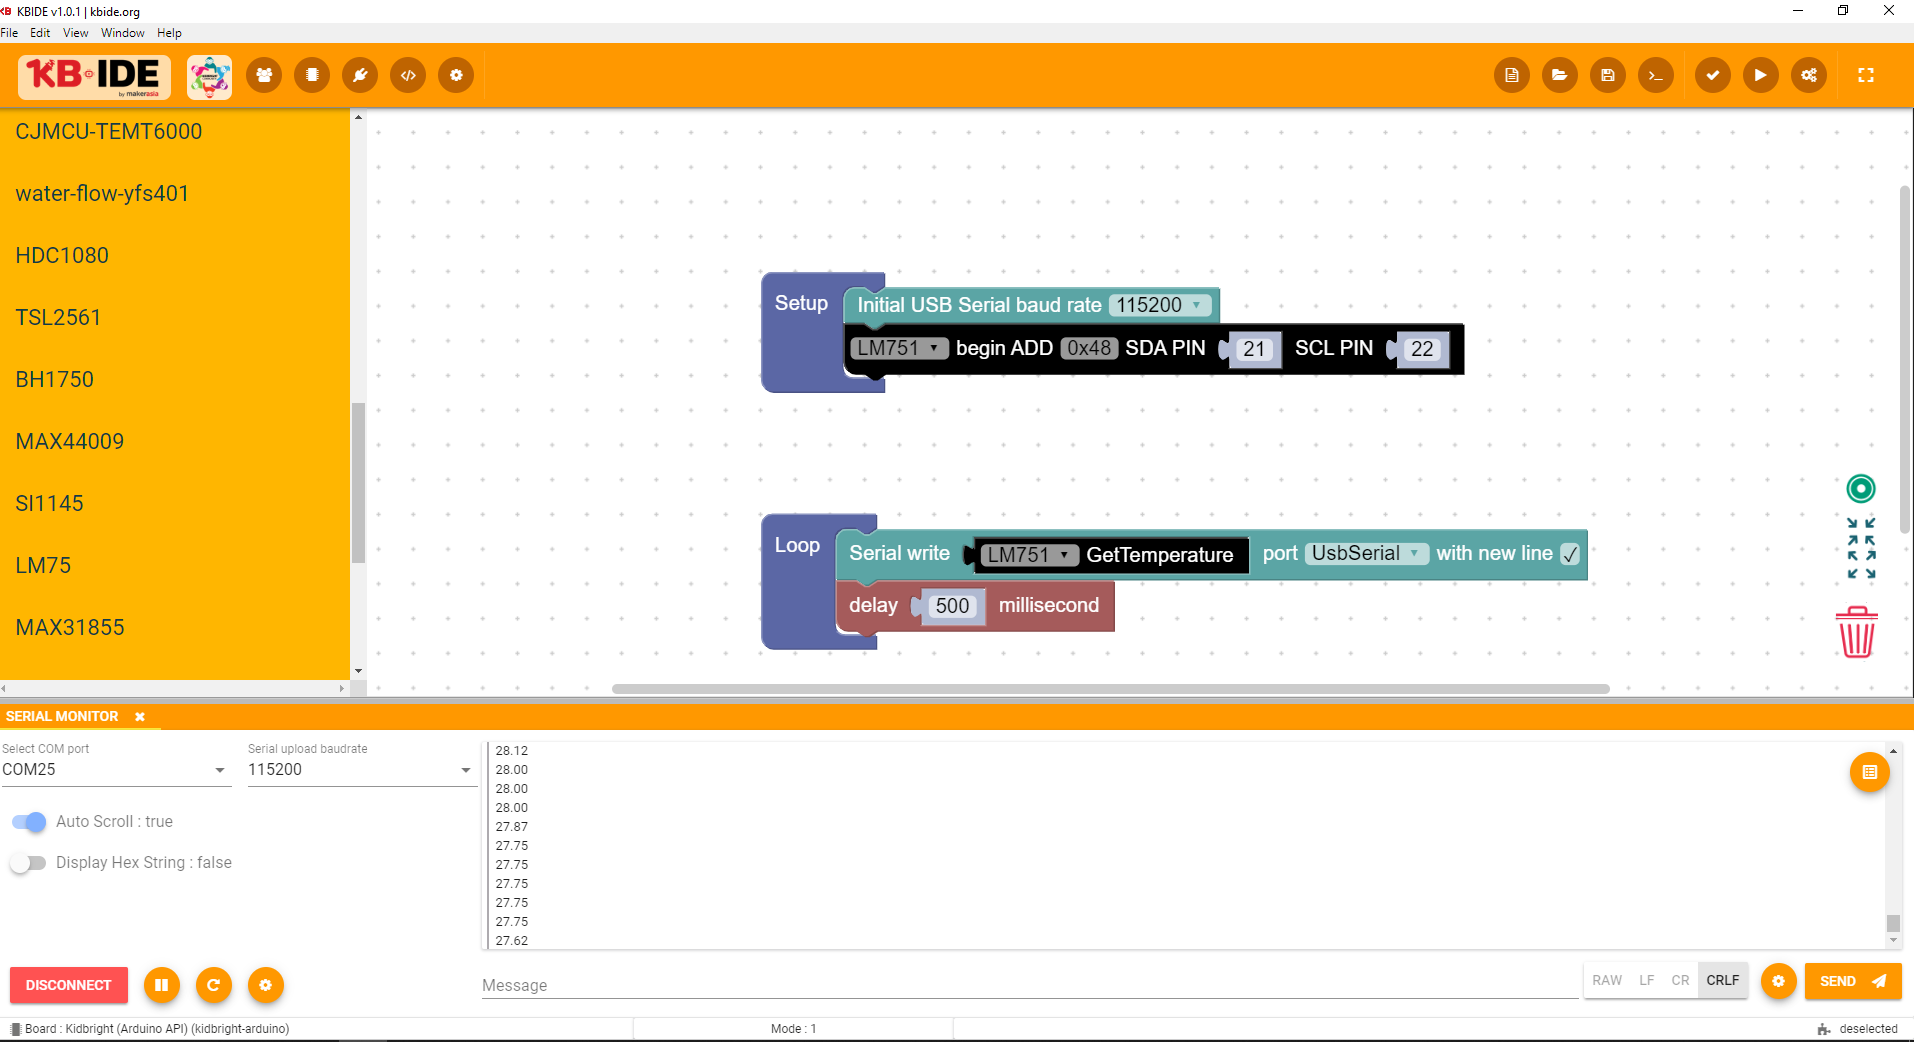 KBIDE v1.0.1 | kbide.org
File Edit View Window Help
KB IDE
by makerasia
CJMCU-TEMT6000
water-flow-yfs401
HDC1080
TSL2561
BH1750
MAX44009
SI1145
LM75
MAX31855
Setup
Initial USB Serial baud rate 115200
LM751 begin ADD 0x48 SDA PIN 21 SCL PIN 22
Loop
Serial write LM751 GetTemperature port UsbSerial with new line
delay 500 millisecond
SERIAL MONITOR
Select COM port
COM25
Serial upload baudrate
115200
Auto Scroll : true
Display Hex String : false
28.12
28.00
28.00
28.00
27.87
27.75
27.75
27.75
27.75
27.75
27.62
DISCONNECT
Message
RAW LF CR CRLF
SEND
Board : Kidbright (Arduino API) (kidbright-arduino)
Mode : 1
deselected